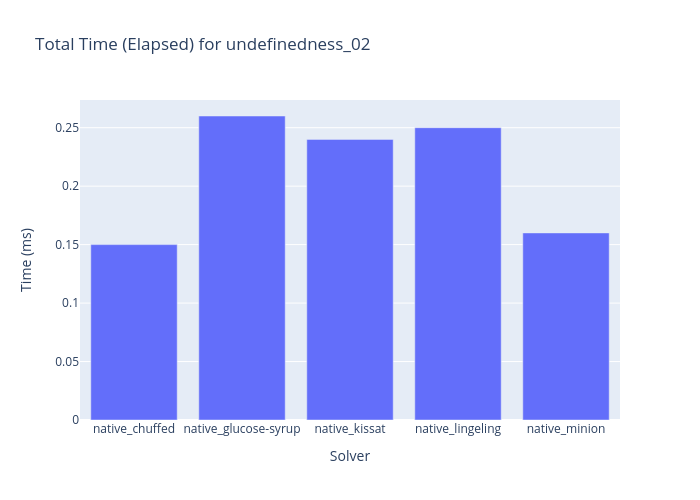 Total Time (Elapsed) for undefinedness_02
Time (ms)
0.25
0.2
0.15
0.1
0.05
0
native_chuffed native_glucose-syrup native_kissat native_lingeling native_minion
Solver